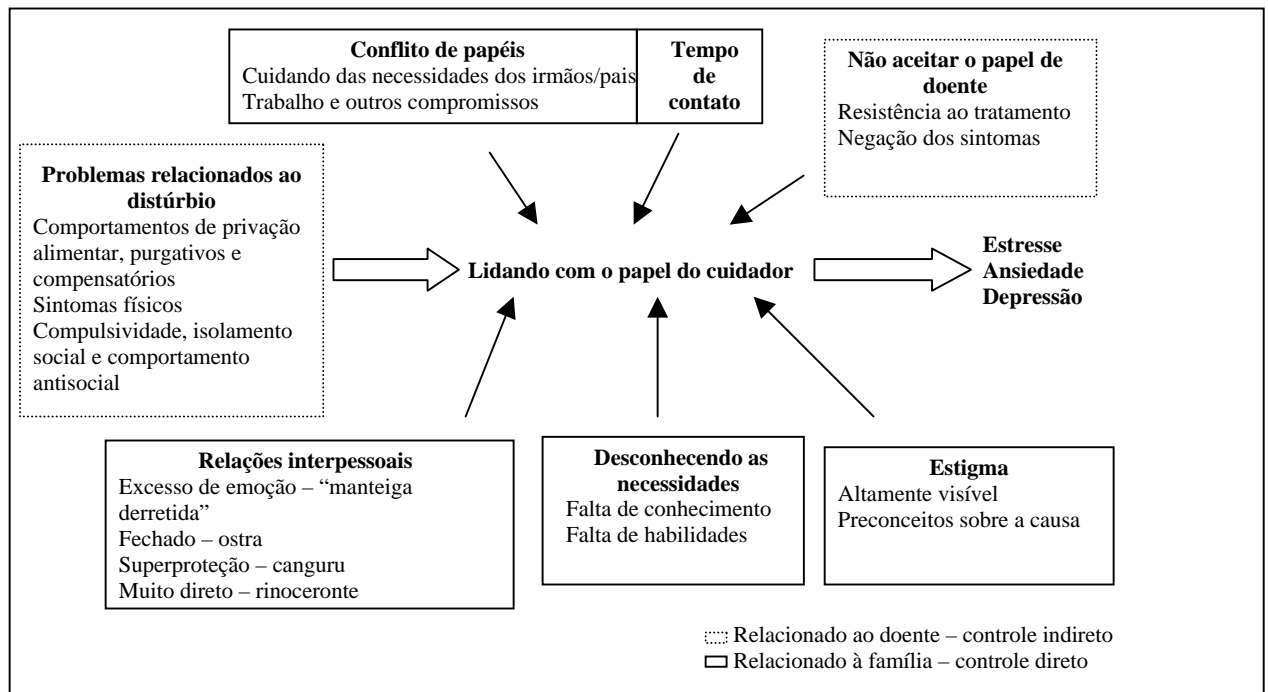 Conflito de papéis
Cuidando das necessidades dos irmãos/pais
Trabalho e outros compromissos
Tempo
de
contato
Não aceitar o papel de
doente
Resistência ao tratamento
Negação dos sintomas
Problemas relacionados ao
distúrbio
Comportamentos de privação
alimentar, purgativos e
compensatórios
Sintomas físicos
Compulsividade, isolamento
social e comportamento
antisocial
Lidando com o papel do cuidador
Estresse
Ansiedade
Depressão
Relações interpessoais
Excesso de emoção – “manteiga
derretida”
Fechado – ostra
Superproteção – canguru
Muito direto – rinoceronte
Desconhecendo as
necessidades
Falta de conhecimento
Falta de habilidades
Estigma
Altamente visível
Preconceitos sobre a causa
Relacionado ao doente – controle indireto
Relacionado à família – controle direto